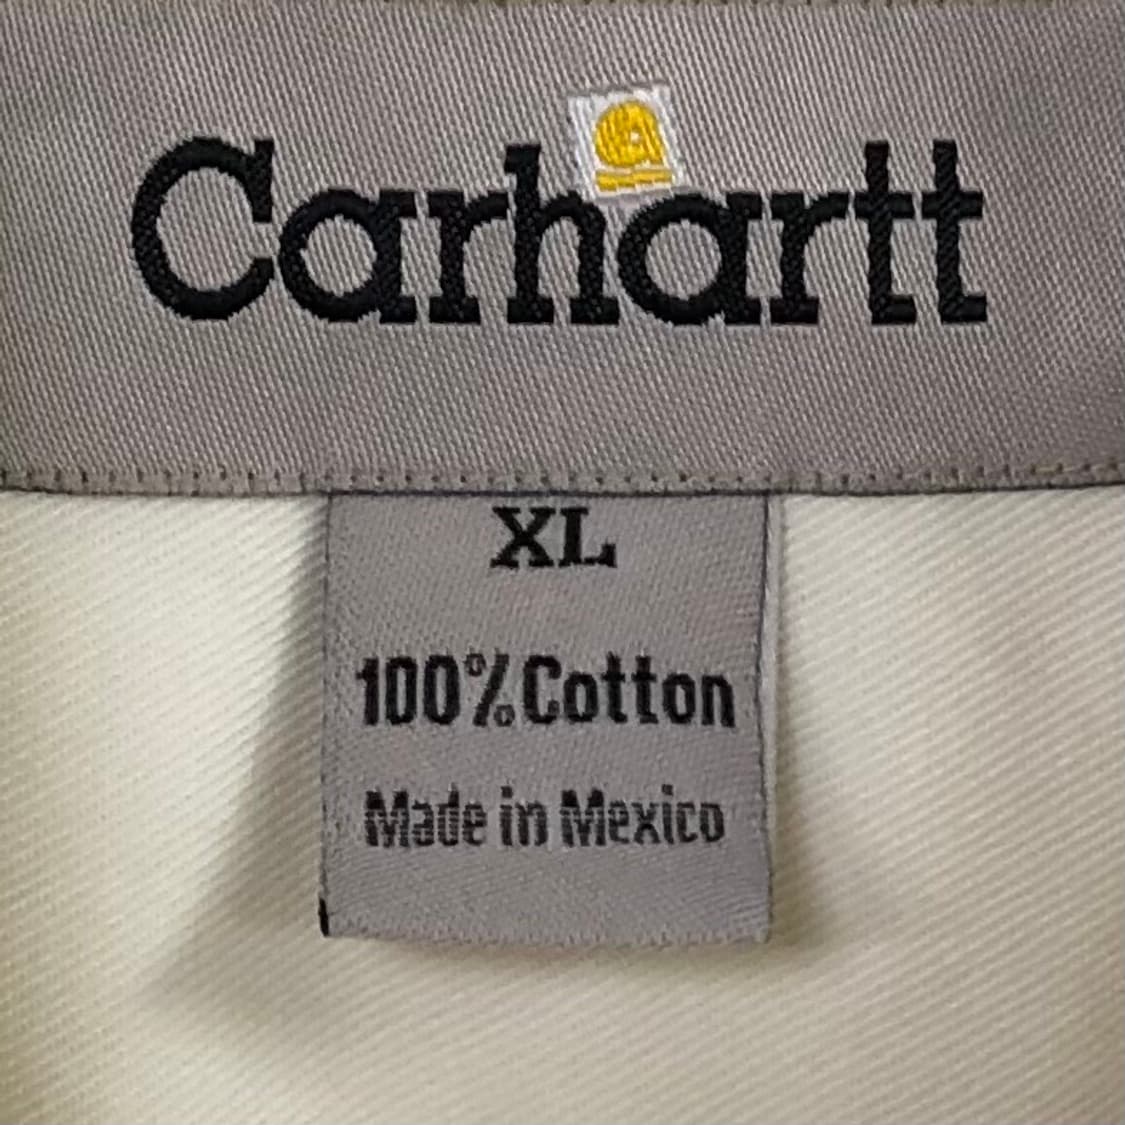 Carhartt
XL
100% Cotton
Made in Mexico